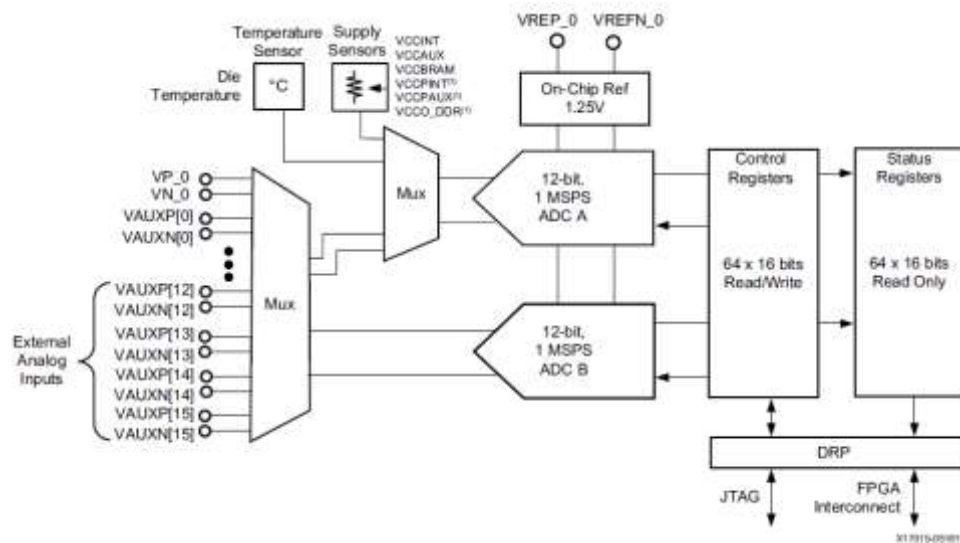 VREP_0 VREFN_0
Temperature Sensor
Supply Sensors
VCCINT
VCCAUX
VCCBRAM
VCCPINT(1)
VCCPAUX(1)
VCCO_DDR(1)
Die Temperature
°C
On-Chip Ref
1.25V
VP_0
VN_0
VAUXP[0]
VAUXN[0]
VAUXP[12]
VAUXN[12]
VAUXP[13]
VAUXN[13]
VAUXP[14]
VAUXN[14]
VAUXP[15]
VAUXN[15]
External
Analog
Inputs
Mux
Mux
12-bit,
1 MSPS
ADC A
12-bit,
1 MSPS
ADC B
Control
Registers
64 x 16 bits
Read/Write
Status
Registers
64 x 16 bits
Read Only
DRP
JTAG
FPGA
Interconnect